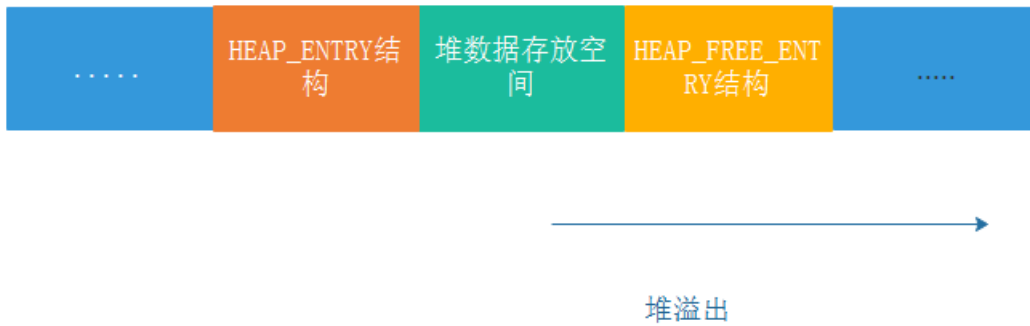 .....
HEAP_ENTRY结
构
堆数据存放空
间
HEAP_FREE_ENT
RY结构
.....
堆溢出